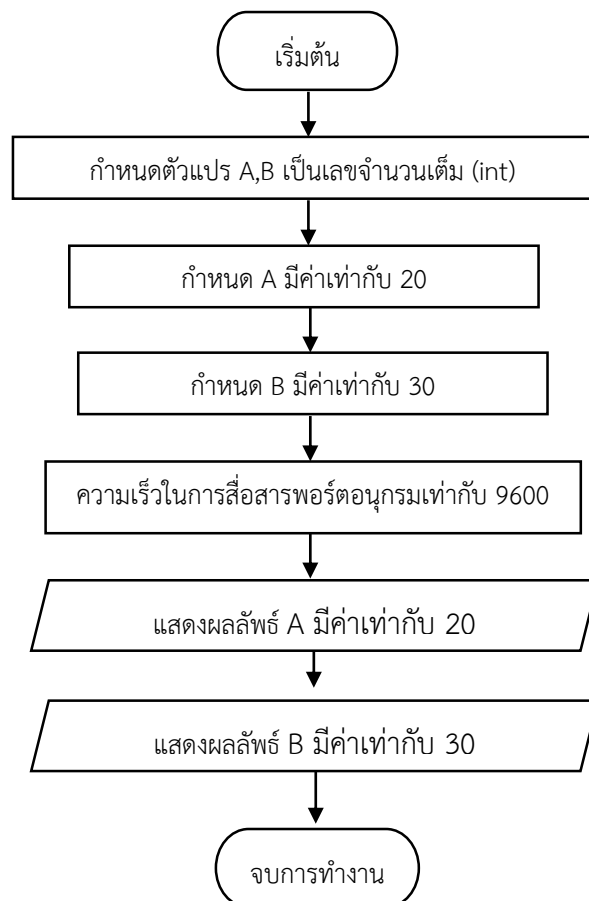 เริ่มต้น
กำหนดตัวแปร A,B เป็นเลขจำนวนเต็ม (int)
กำหนด A มีค่าเท่ากับ 20
กำหนด B มีค่าเท่ากับ 30
ความเร็วในการสื่อสารพอร์ตอนุกรมเท่ากับ 9600
แสดงผลลัพธ์ A มีค่าเท่ากับ 20
แสดงผลลัพธ์ B มีค่าเท่ากับ 30
จบการทำงาน